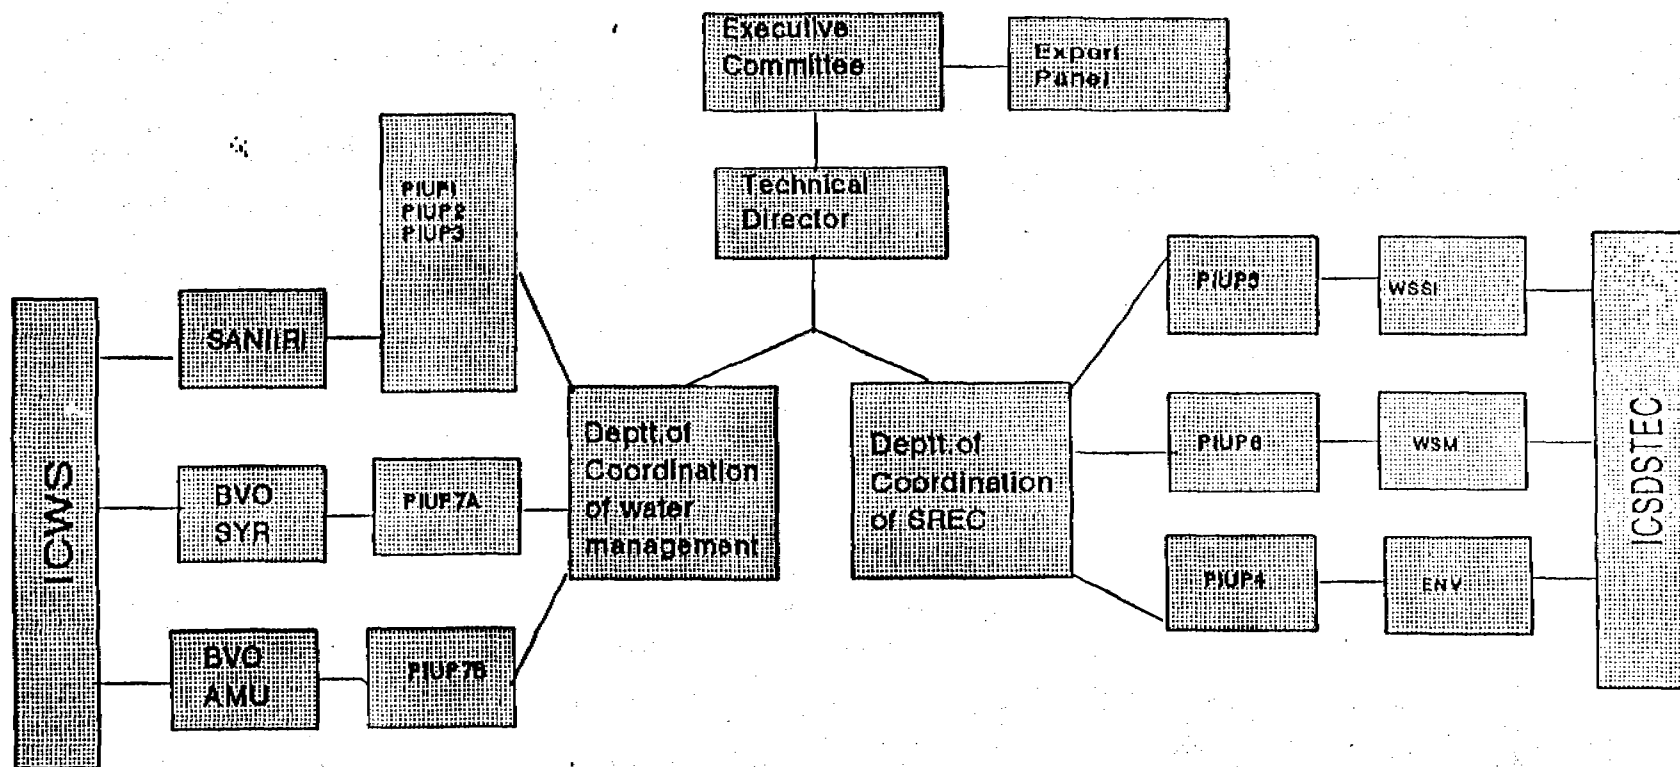 Executive
Committee
Expert
Panel
Technical
Director
PIUP1
PIUP2
PIUP3
SANIIRI
ICWS
BVO
SYR
PIUP7A
BVO
AMU
PIUP7B
Deptt.of
Coordination
of water
management
Deptt.of
Coordination
of SREC
PIUP5
WSSI
PIUP6
WSM
PIUP4
ENV
ICSDSTEC